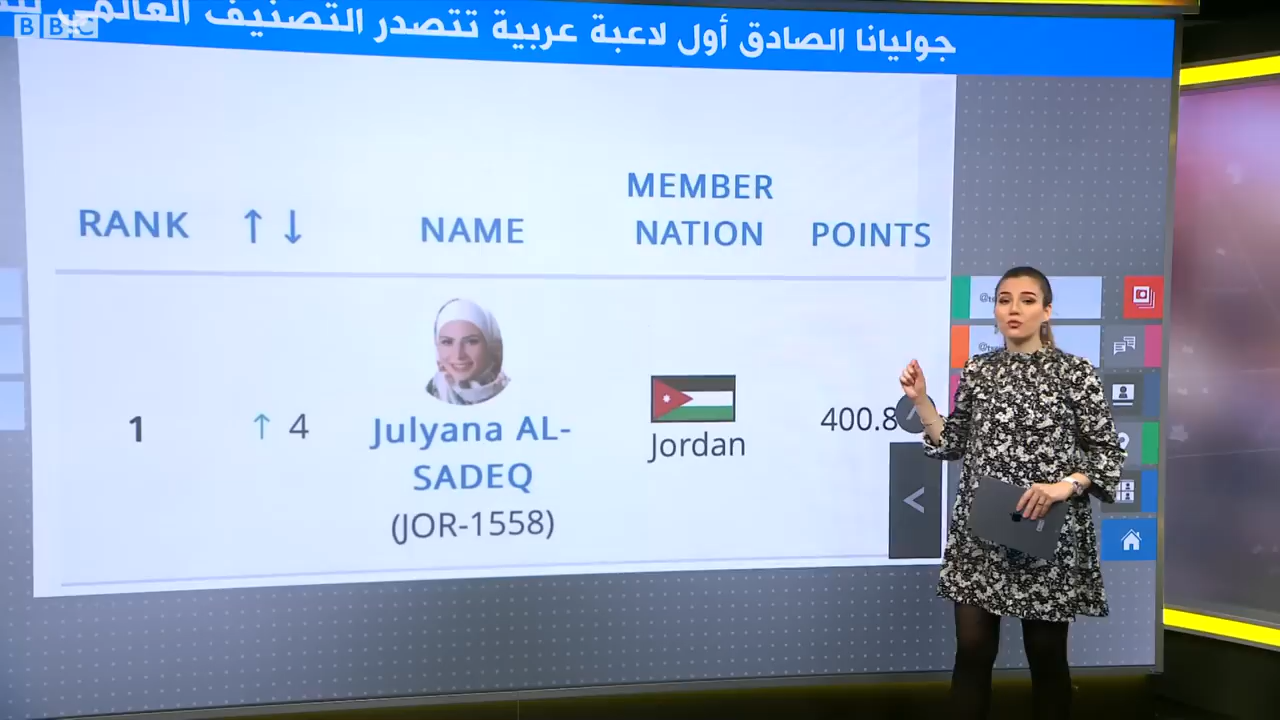 BBC
جوليانا الصادق أول لاعبة عربية تتصدر التصنيف العالمي
RANK ↑ ↓ NAME MEMBER NATION POINTS
1 ↑ 4 Julyana AL-SADEQ (JOR-1558) Jordan 400.8